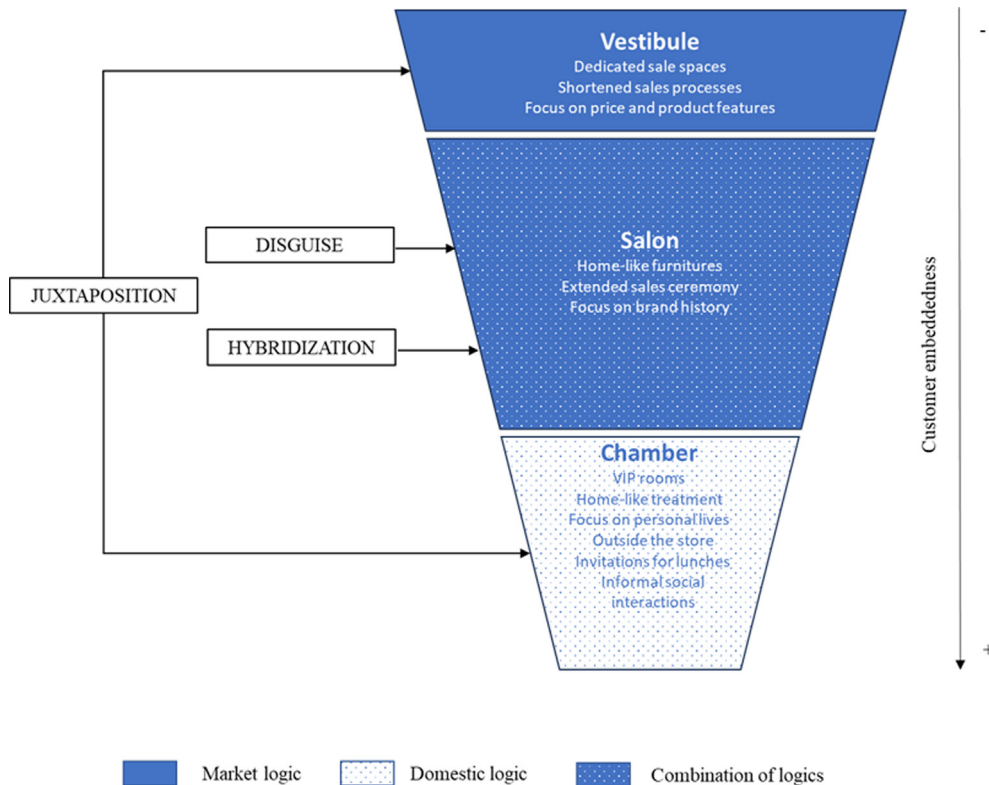 Vestibule
Dedicated sale spaces
Shortened sales processes
Focus on price and product features
-
DISGUISE
JUXTAPOSITION
HYBRIDIZATION
Salon
Home-like furnitures
Extended sales ceremony
Focus on brand history
Customer embeddedness
Chamber
VIP rooms
Home-like treatment
Focus on personal lives
Outside the store
Invitations for lunches
Informal social
interactions
+
Market logic
Domestic logic
Combination of logics